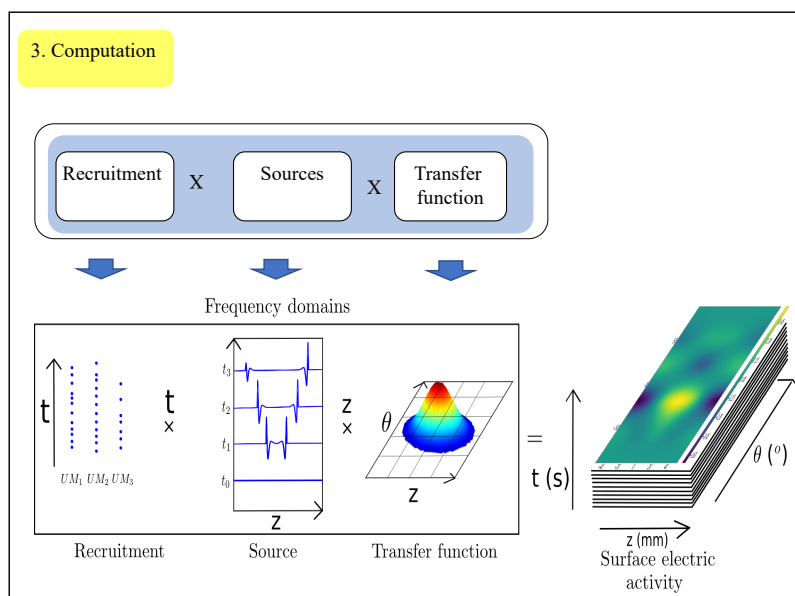 3. Computation
Recruitment X Sources X Transfer
function
Frequency domains
t
UM1 UM2 UM3
t
×
t3
t2
t1
t0
z
z
×
θ
z
=
t (s)
z (mm)
θ (º)
Recruitment
Source
Transfer function
Surface electric
activity